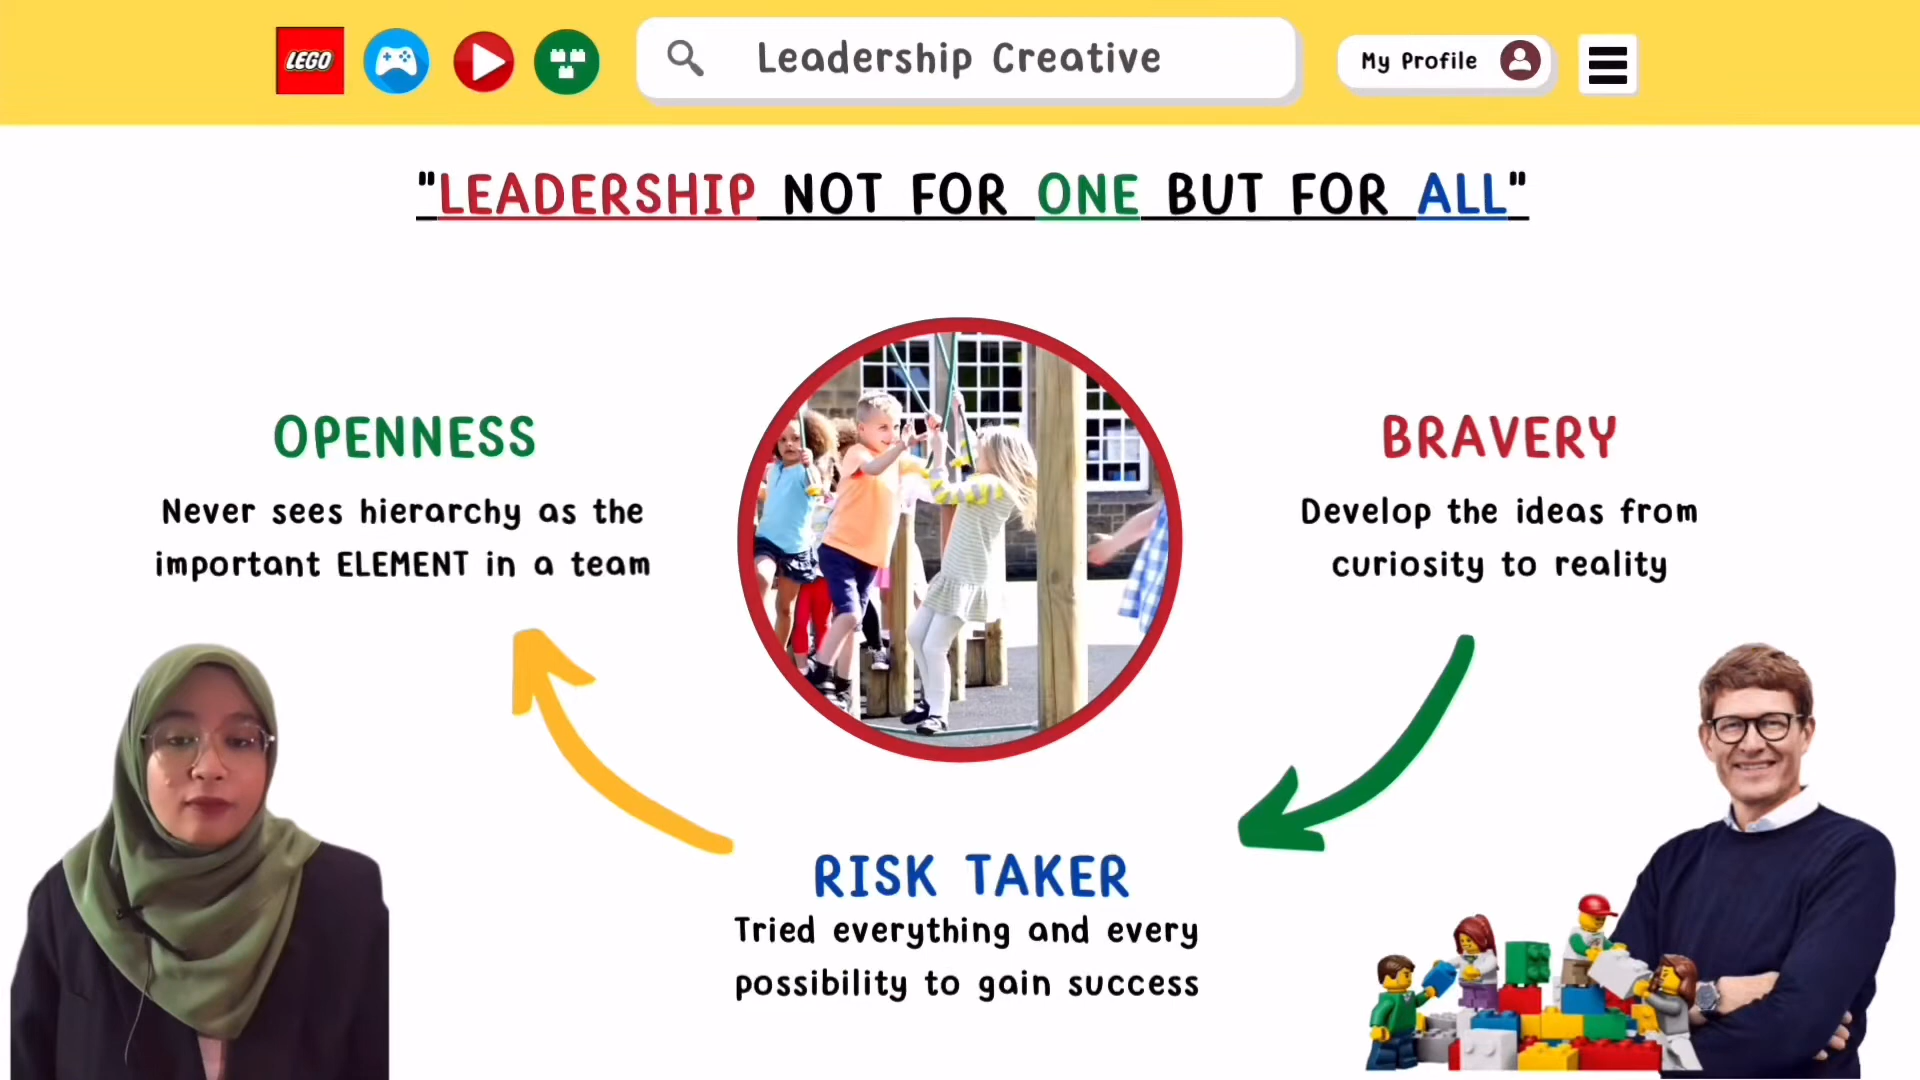 LEGO
Leadership Creative
My Profile
"LEADERSHIP NOT FOR ONE BUT FOR ALL"
OPENNESS
Never sees hierarchy as the
important ELEMENT in a team
BRAVERY
Develop the ideas from
curiosity to reality
RISK TAKER
Tried everything and every
possibility to gain success